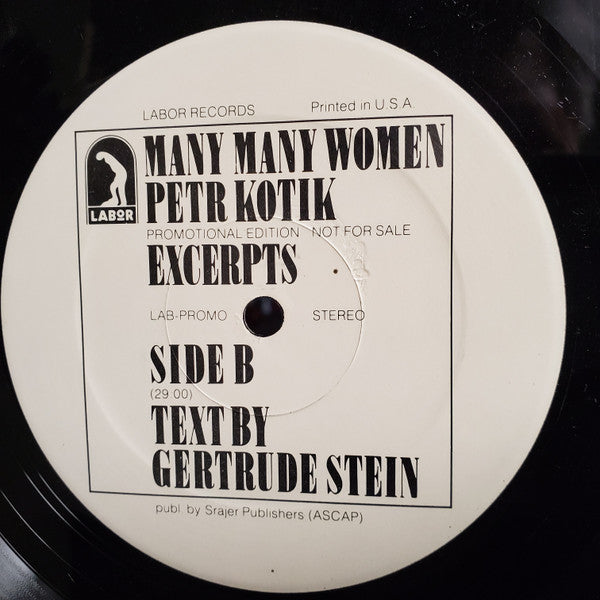 LABOR RECORDS Printed in U.S.A.
MANY MANY WOMEN
LABOR PETR KOTIK
PROMOTIONAL EDITION NOT FOR SALE
EXCERPTS
LAB-PROMO STEREO
SIDE B
(29:00)
TEXT BY
GERTRUDE STEIN
publ. by Srajer Publishers (ASCAP)